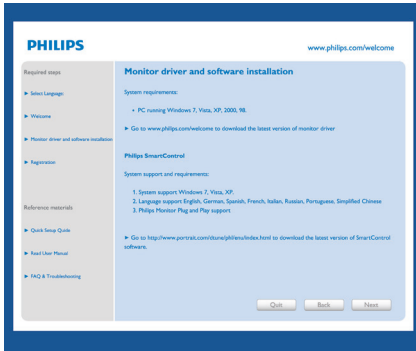 PHILIPS
www.philips.com/welcome
Required steps
Select Language:
Welcome
Monitor driver and software installation
Registration
Reference materials
Quick Setup Guide
Read User Manual
FAQ & Troubleshooting
Monitor driver and software installation
System requirements:
• PC running Windows 7, Vista, XP, 2000, 98.
Go to www.philips.com/welcome to download the latest version of monitor driver
Philips SmartControl
System support and requirements:
1. System support Windows 7, Vista, XP.
2. Language support English, German, Spanish, French, Italian, Russian, Portuguese, Simplified Chinese
3. Philips Monitor Plug and Play support
Go to http://www.portrait.com/dtune/phl/enu/index.html to download the latest version of SmartControl
software.
Quit
Back
Next